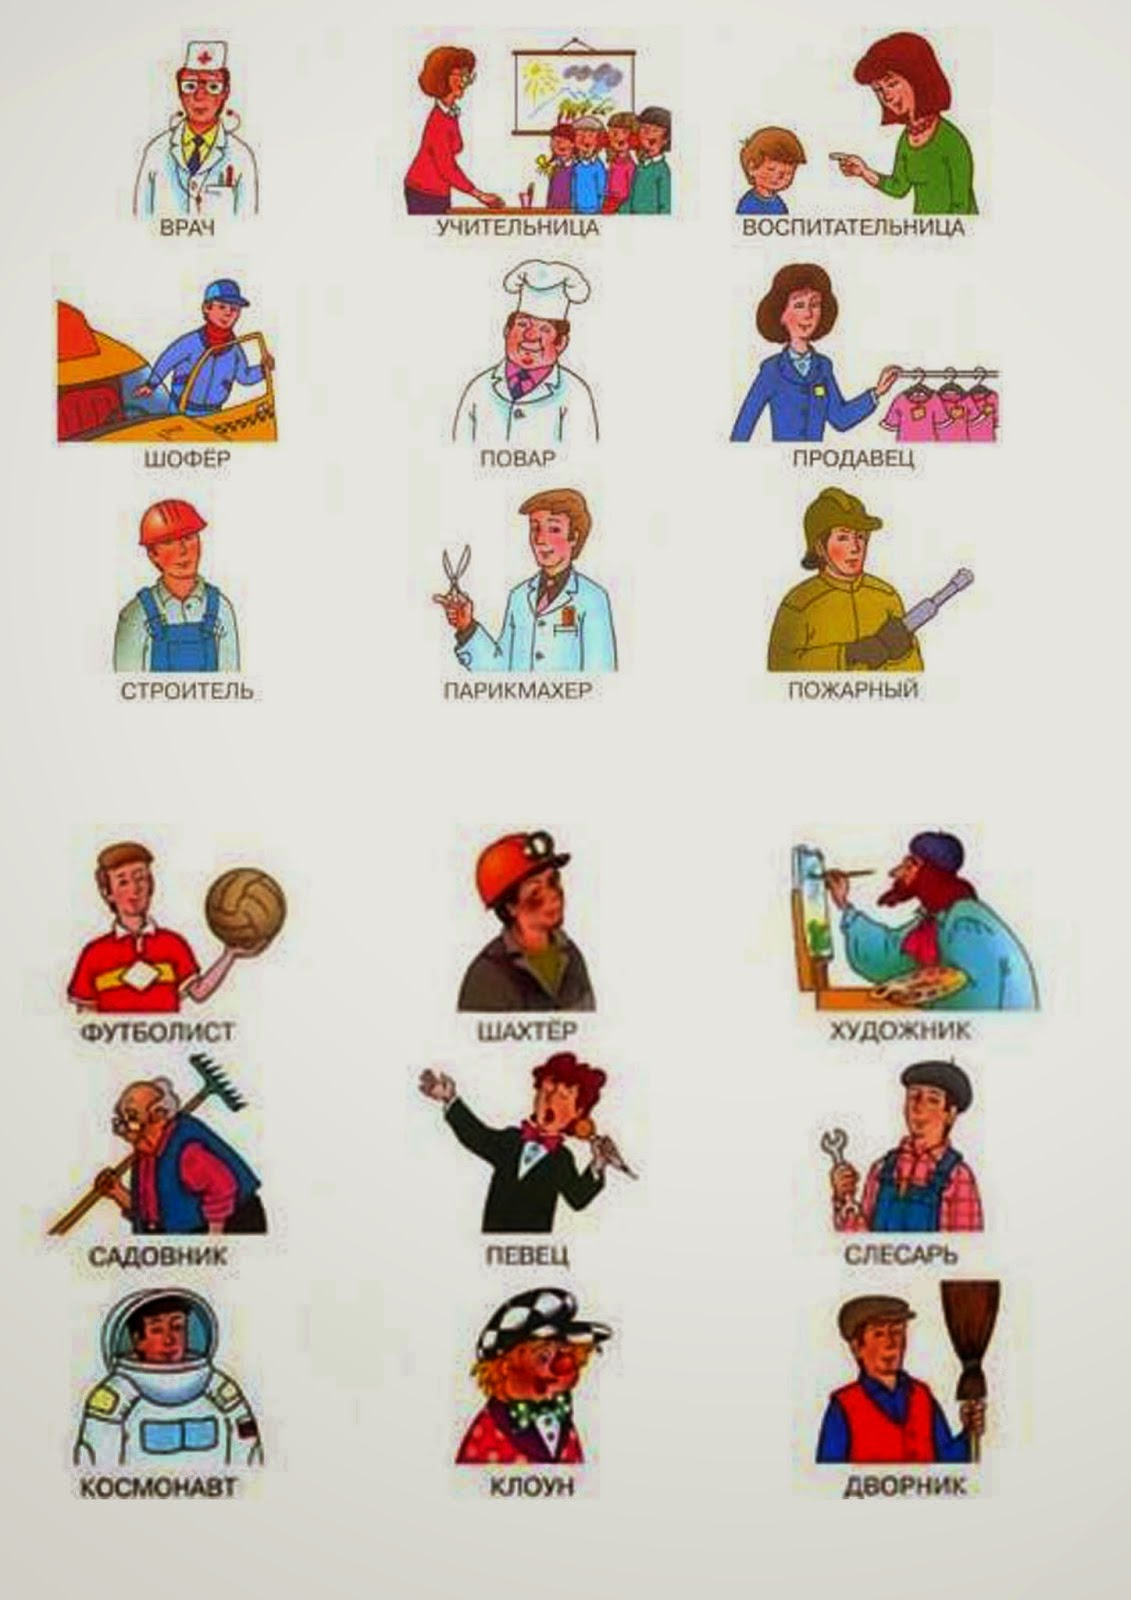 ВРАЧ
УЧИТЕЛЬНИЦА
ВОСПИТАТЕЛЬНИЦА
ШОФЁР
ПОВАР
ПРОДАВЕЦ
СТРОИТЕЛЬ
ПАРИКМАХЕР
ПОЖАРНЫЙ
ФУТБОЛИСТ
ШАХТЁР
ХУДОЖНИК
САДОВНИК
ПЕВЕЦ
СЛЕСАРЬ
КОСМОНАВТ
КЛОУН
ДВОРНИК